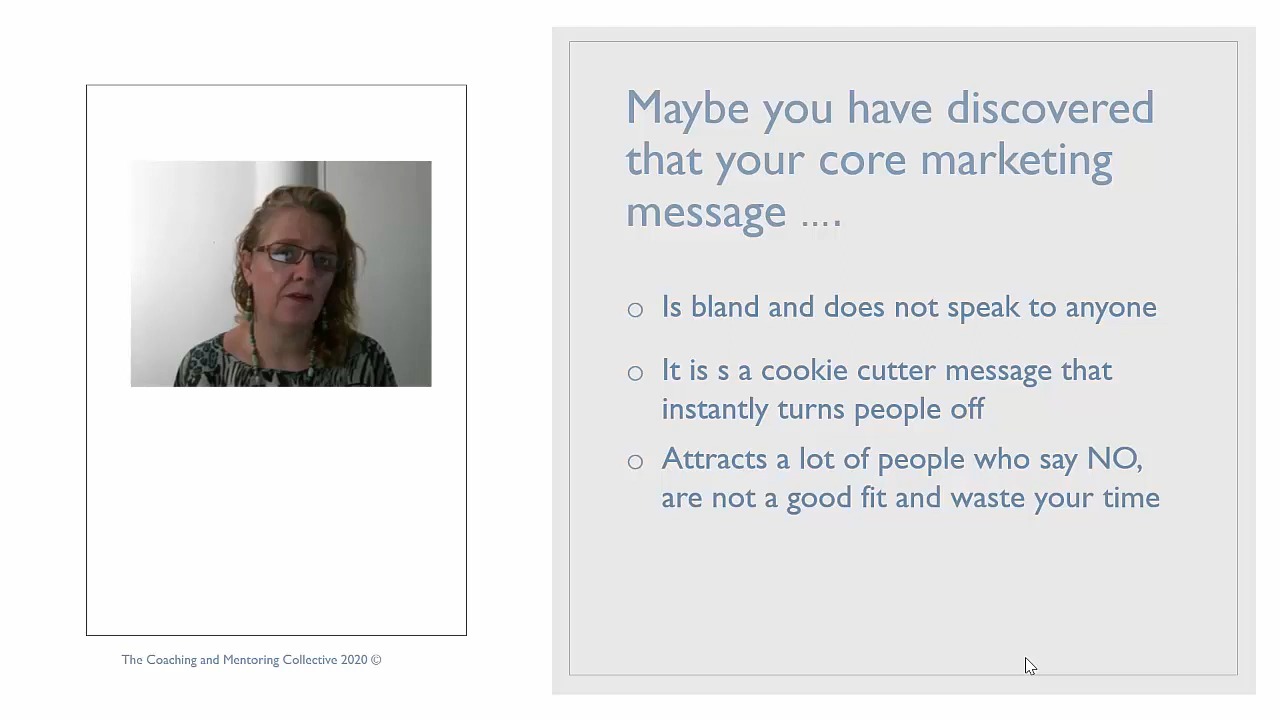 Maybe you have discovered
that your core marketing
message ....
Is bland and does not speak to anyone
It is s a cookie cutter message that
instantly turns people off
Attracts a lot of people who say NO,
are not a good fit and waste your time
The Coaching and Mentoring Collective 2020 ©